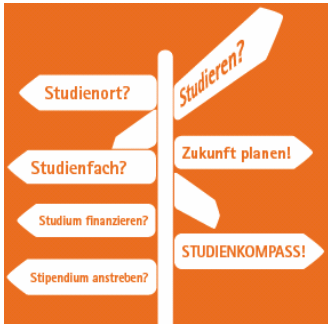 Studieren?
Studienort?
Zukunft planen!
Studienfach?
Studium finanzieren?
STUDIENKOMPASS!
Stipendium anstreben?